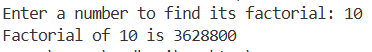 Enter a number to find its factorial: 10
Factorial of 10 is 3628800